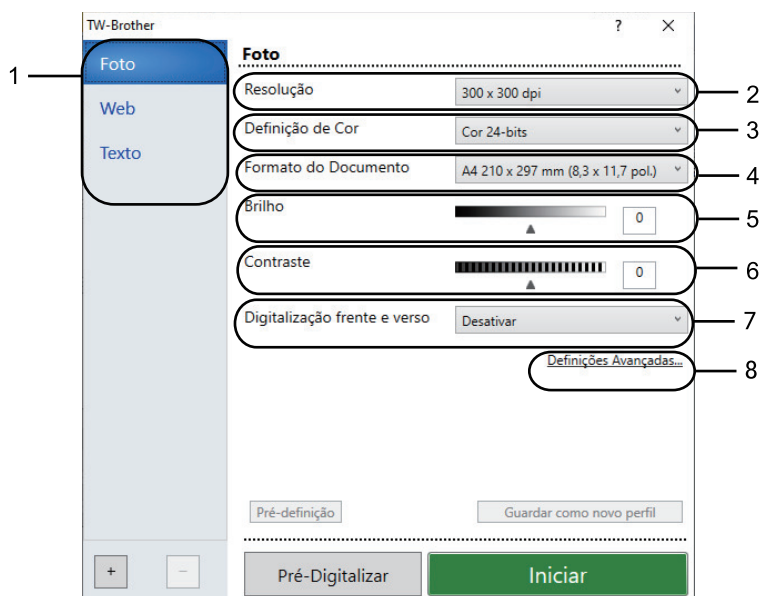 TW-Brother ? ×
1
Foto
Web
Texto
Foto
Resolução 300 x 300 dpi 2
Definição de Cor Cor 24-bits 3
Formato do Documento A4 210 x 297 mm (8,3 x 11,7 pol.) 4
Brilho 0 5
Contraste 0 6
Digitalização frente e verso Desativar 7
Definições Avançadas... 8
Pré-definição Guardar como novo perfil
+ − Pré-Digitalizar Iniciar